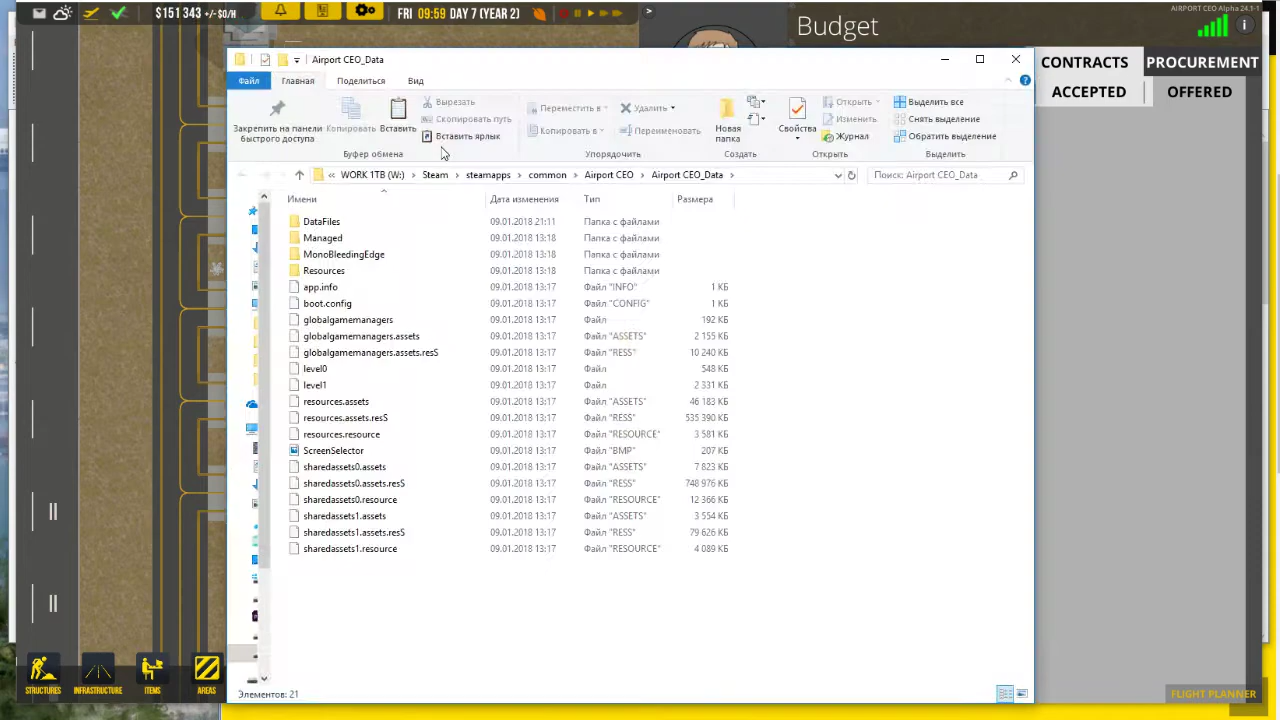 $151 343 +/-$0/H
FRI 09:59 DAY 7 (YEAR 2)
>
Budget
AIRPORT CEO Alpha 24.1-1
i
CONTRACTS
PROCUREMENT
ACCEPTED
OFFERED
Airport CEO_Data
Файл
Главная
Поделиться
Вид
Закрепить на панели
быстрого доступа
Копировать
Вставить
Вырезать
Скопировать путь
Вставить ярлык
Буфер обмена
Переместить в
Копировать в
Удалить
Переименовать
Упорядочить
Новая
папка
Создать
Свойства
Открыть
Изменить
Журнал
Открыть
Выделить все
Снять выделение
Обратить выделение
Выделить
« WORK 1TB (W:) › Steam › steamapps › common › Airport CEO › Airport CEO_Data ›
Поиск: Airport CEO_Data
Имени Дата изменения Тип Размера
DataFiles 09.01.2018 21:11 Папка с файлами
Managed 09.01.2018 13:18 Папка с файлами
MonoBleedingEdge 09.01.2018 13:18 Папка с файлами
Resources 09.01.2018 13:18 Папка с файлами
app.info 09.01.2018 13:17 Файл "INFO" 1 КБ
boot.config 09.01.2018 13:17 Файл "CONFIG" 1 КБ
globalgamemanagers 09.01.2018 13:17 Файл 192 КБ
globalgamemanagers.assets 09.01.2018 13:17 Файл "ASSETS" 2 155 КБ
globalgamemanagers.assets.resS 09.01.2018 13:17 Файл "RESS" 10 240 КБ
level0 09.01.2018 13:17 Файл 548 КБ
level1 09.01.2018 13:17 Файл 2 331 КБ
resources.assets 09.01.2018 13:17 Файл "ASSETS" 46 183 КБ
resources.assets.resS 09.01.2018 13:17 Файл "RESS" 535 390 КБ
resources.resource 09.01.2018 13:17 Файл "RESOURCE" 3 581 КБ
ScreenSelector 09.01.2018 13:17 Файл "BMP" 207 КБ
sharedassets0.assets 09.01.2018 13:17 Файл "ASSETS" 7 823 КБ
sharedassets0.assets.resS 09.01.2018 13:17 Файл "RESS" 748 976 КБ
sharedassets0.resource 09.01.2018 13:17 Файл "RESOURCE" 12 366 КБ
sharedassets1.assets 09.01.2018 13:17 Файл "ASSETS" 3 554 КБ
sharedassets1.assets.resS 09.01.2018 13:17 Файл "RESS" 79 626 КБ
sharedassets1.resource 09.01.2018 13:17 Файл "RESOURCE" 4 089 КБ
Элементов: 21
STRUCTURES
INFRASTRUCTURE
ITEMS
AREAS
FLIGHT PLANNER